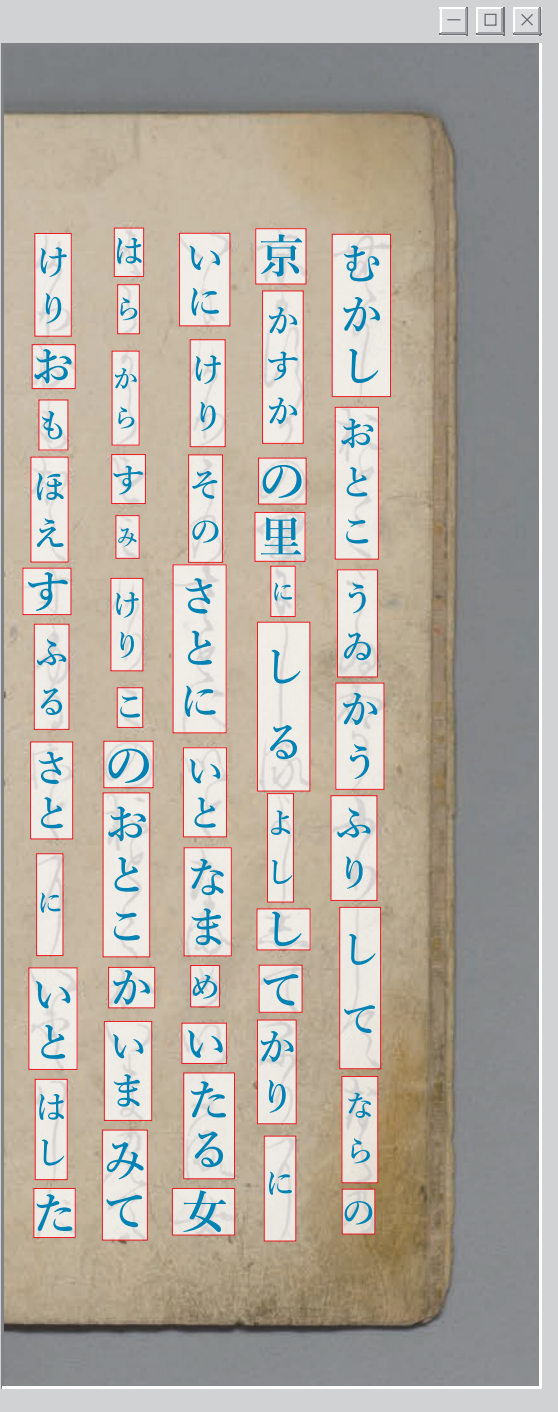 むかしおとこうゐかうふりしてならの
京かすかの里にしるよししてかりに
いにけりそのさとにいとなまめいたる女
はらからすみけりこのおとこかいまみて
けりおもほえすふるさとにいとはした